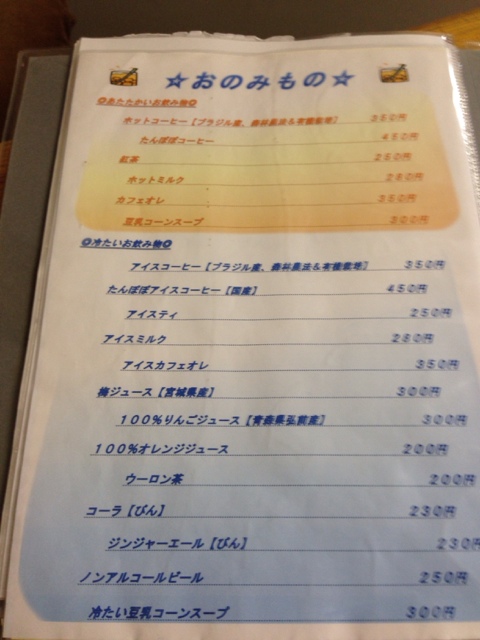 ☆おのみもの☆
◎あたたかいお飲み物◎
ホットコーヒー【ブラジル産、森林農法＆有機栽培】 350円
たんぽぽコーヒー 450円
紅茶 250円
ホットミルク 280円
カフェオレ 350円
豆乳コーンスープ 300円
◎冷たいお飲み物◎
アイスコーヒー【ブラジル産、森林農法＆有機栽培】 350円
たんぽぽアイスコーヒー【国産】 450円
アイスティ 250円
アイスミルク 280円
アイスカフェオレ 350円
梅ジュース【宮城県産】 300円
100％りんごジュース【青森県弘前産】 300円
100％オレンジジュース 200円
ウーロン茶 200円
コーラ【びん】 230円
ジンジャーエール【びん】 230円
ノンアルコールビール 250円
冷たい豆乳コーンスープ 300円